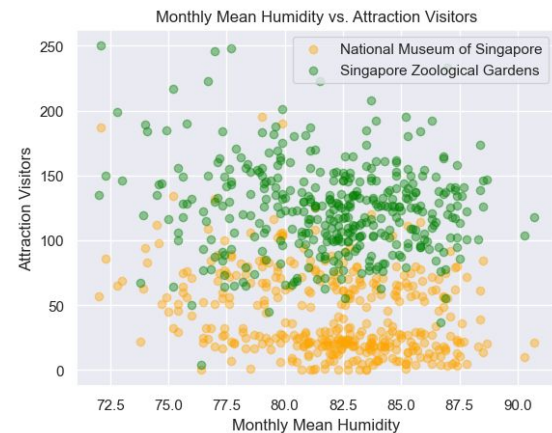 Monthly Mean Humidity vs. Attraction Visitors
National Museum of Singapore
Singapore Zoological Gardens
Attraction Visitors
250
200
150
100
50
0
72.5 75.0 77.5 80.0 82.5 85.0 87.5 90.0
Monthly Mean Humidity